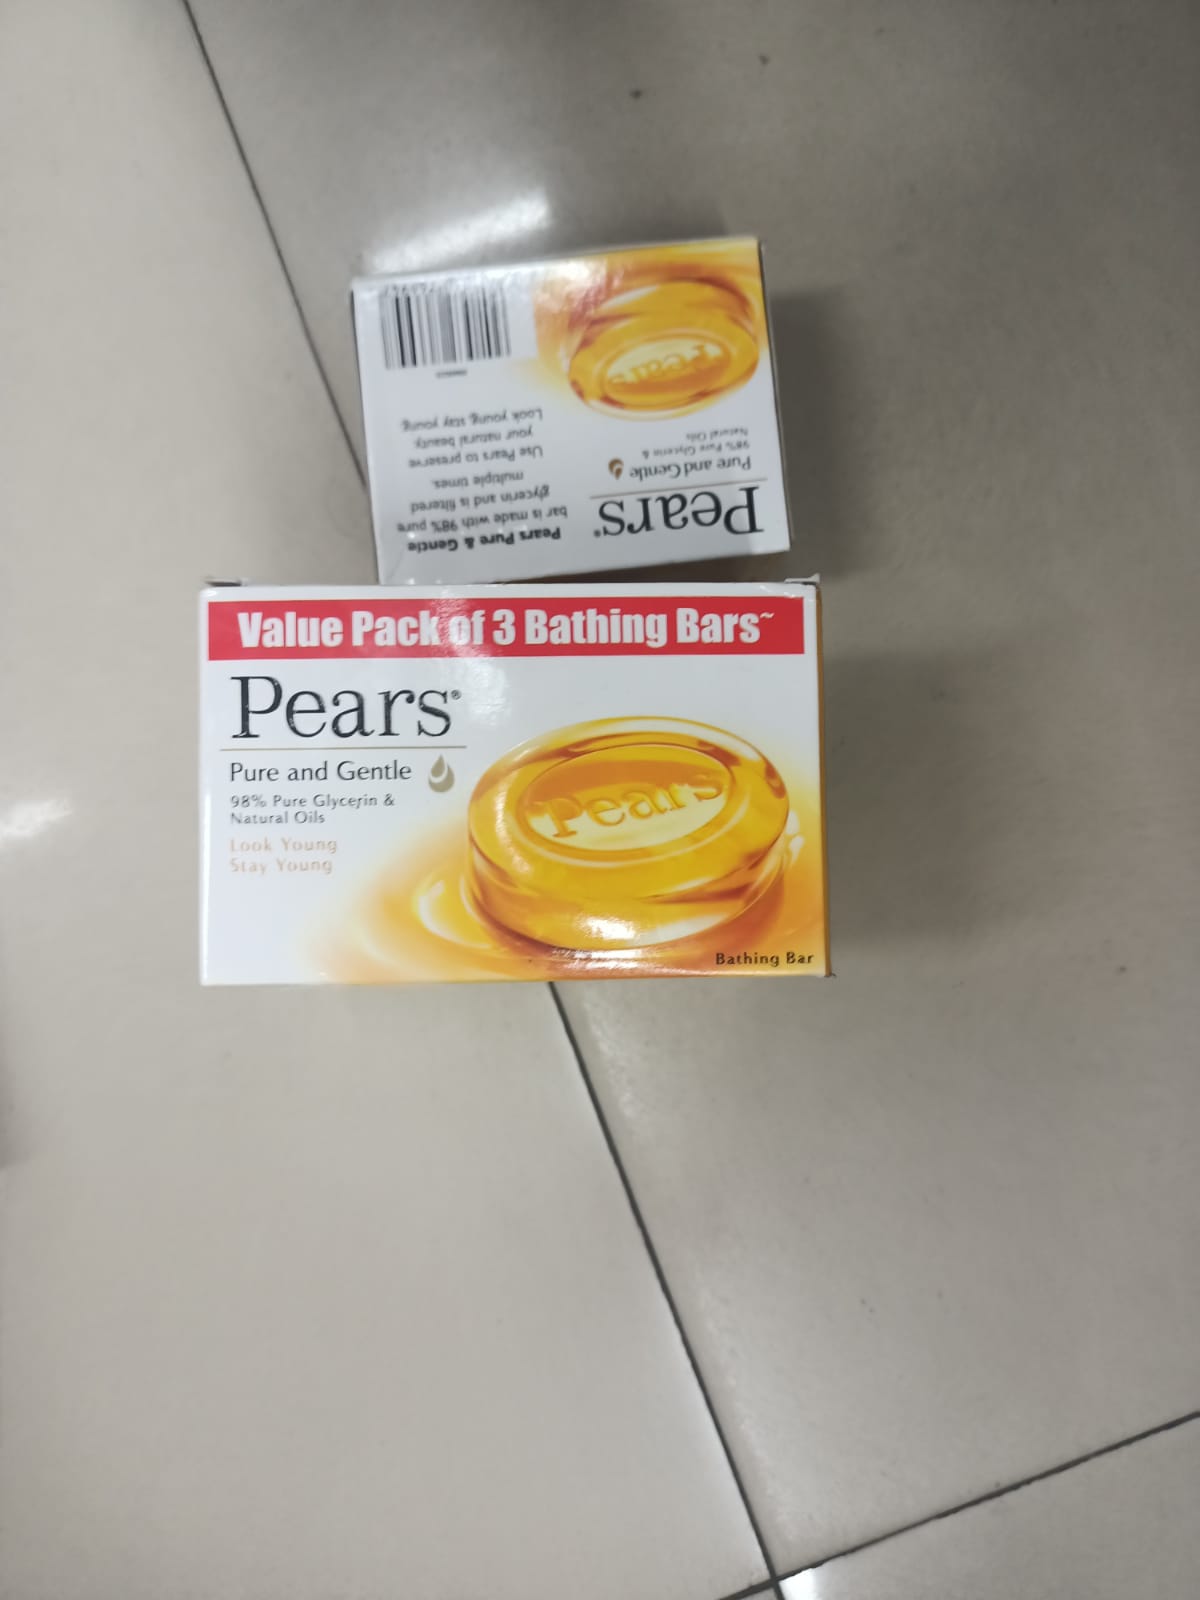 Pears
Pure and Gentle
98% Pure Glycerin &
Natural Oils
Pears
Pears Pure & Gentle
bar is made with 98% pure
glycerin and is filtered
multiple times.
Use Pears to preserve
your natural beauty.
Look young, stay young.
Value Pack of 3 Bathing Bars~
Pears®
Pure and Gentle
98% Pure Glycerin &
Natural Oils
Look Young
Stay Young
Pears
Bathing Bar